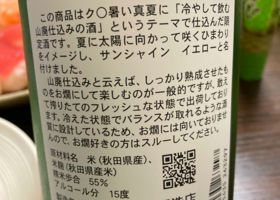 この商品はク〇暑い真夏に「冷やして飲む
山廃仕込みの酒」というテーマで仕込んだ限
定酒です。夏に太陽に向かって咲くひまわり
をイメージし、サンシャイン イエローと名
付けました。
山廃仕込みと云えば、しっかり熟成させたも
のをお燗にして楽しむのが一般的ですが、敢え
て搾りたてのフレッシュな状態で出荷しており
ます。冷えた状態でバランスが取れるような酒
質に設計しているため、お燗には向いておりま
せんので、お燗好きの方はスルーしてください。
原材料名 米(秋田県産)、
米麹(秋田県産)
精米歩合 55%
アルコール分 15度